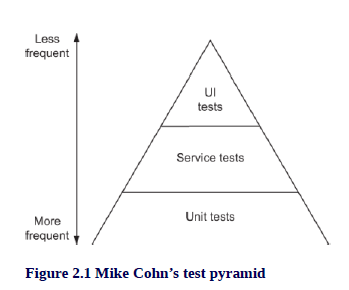 Less
frequent
UI
tests
Service tests
Unit tests
More
frequent
Figure 2.1 Mike Cohn's test pyramid